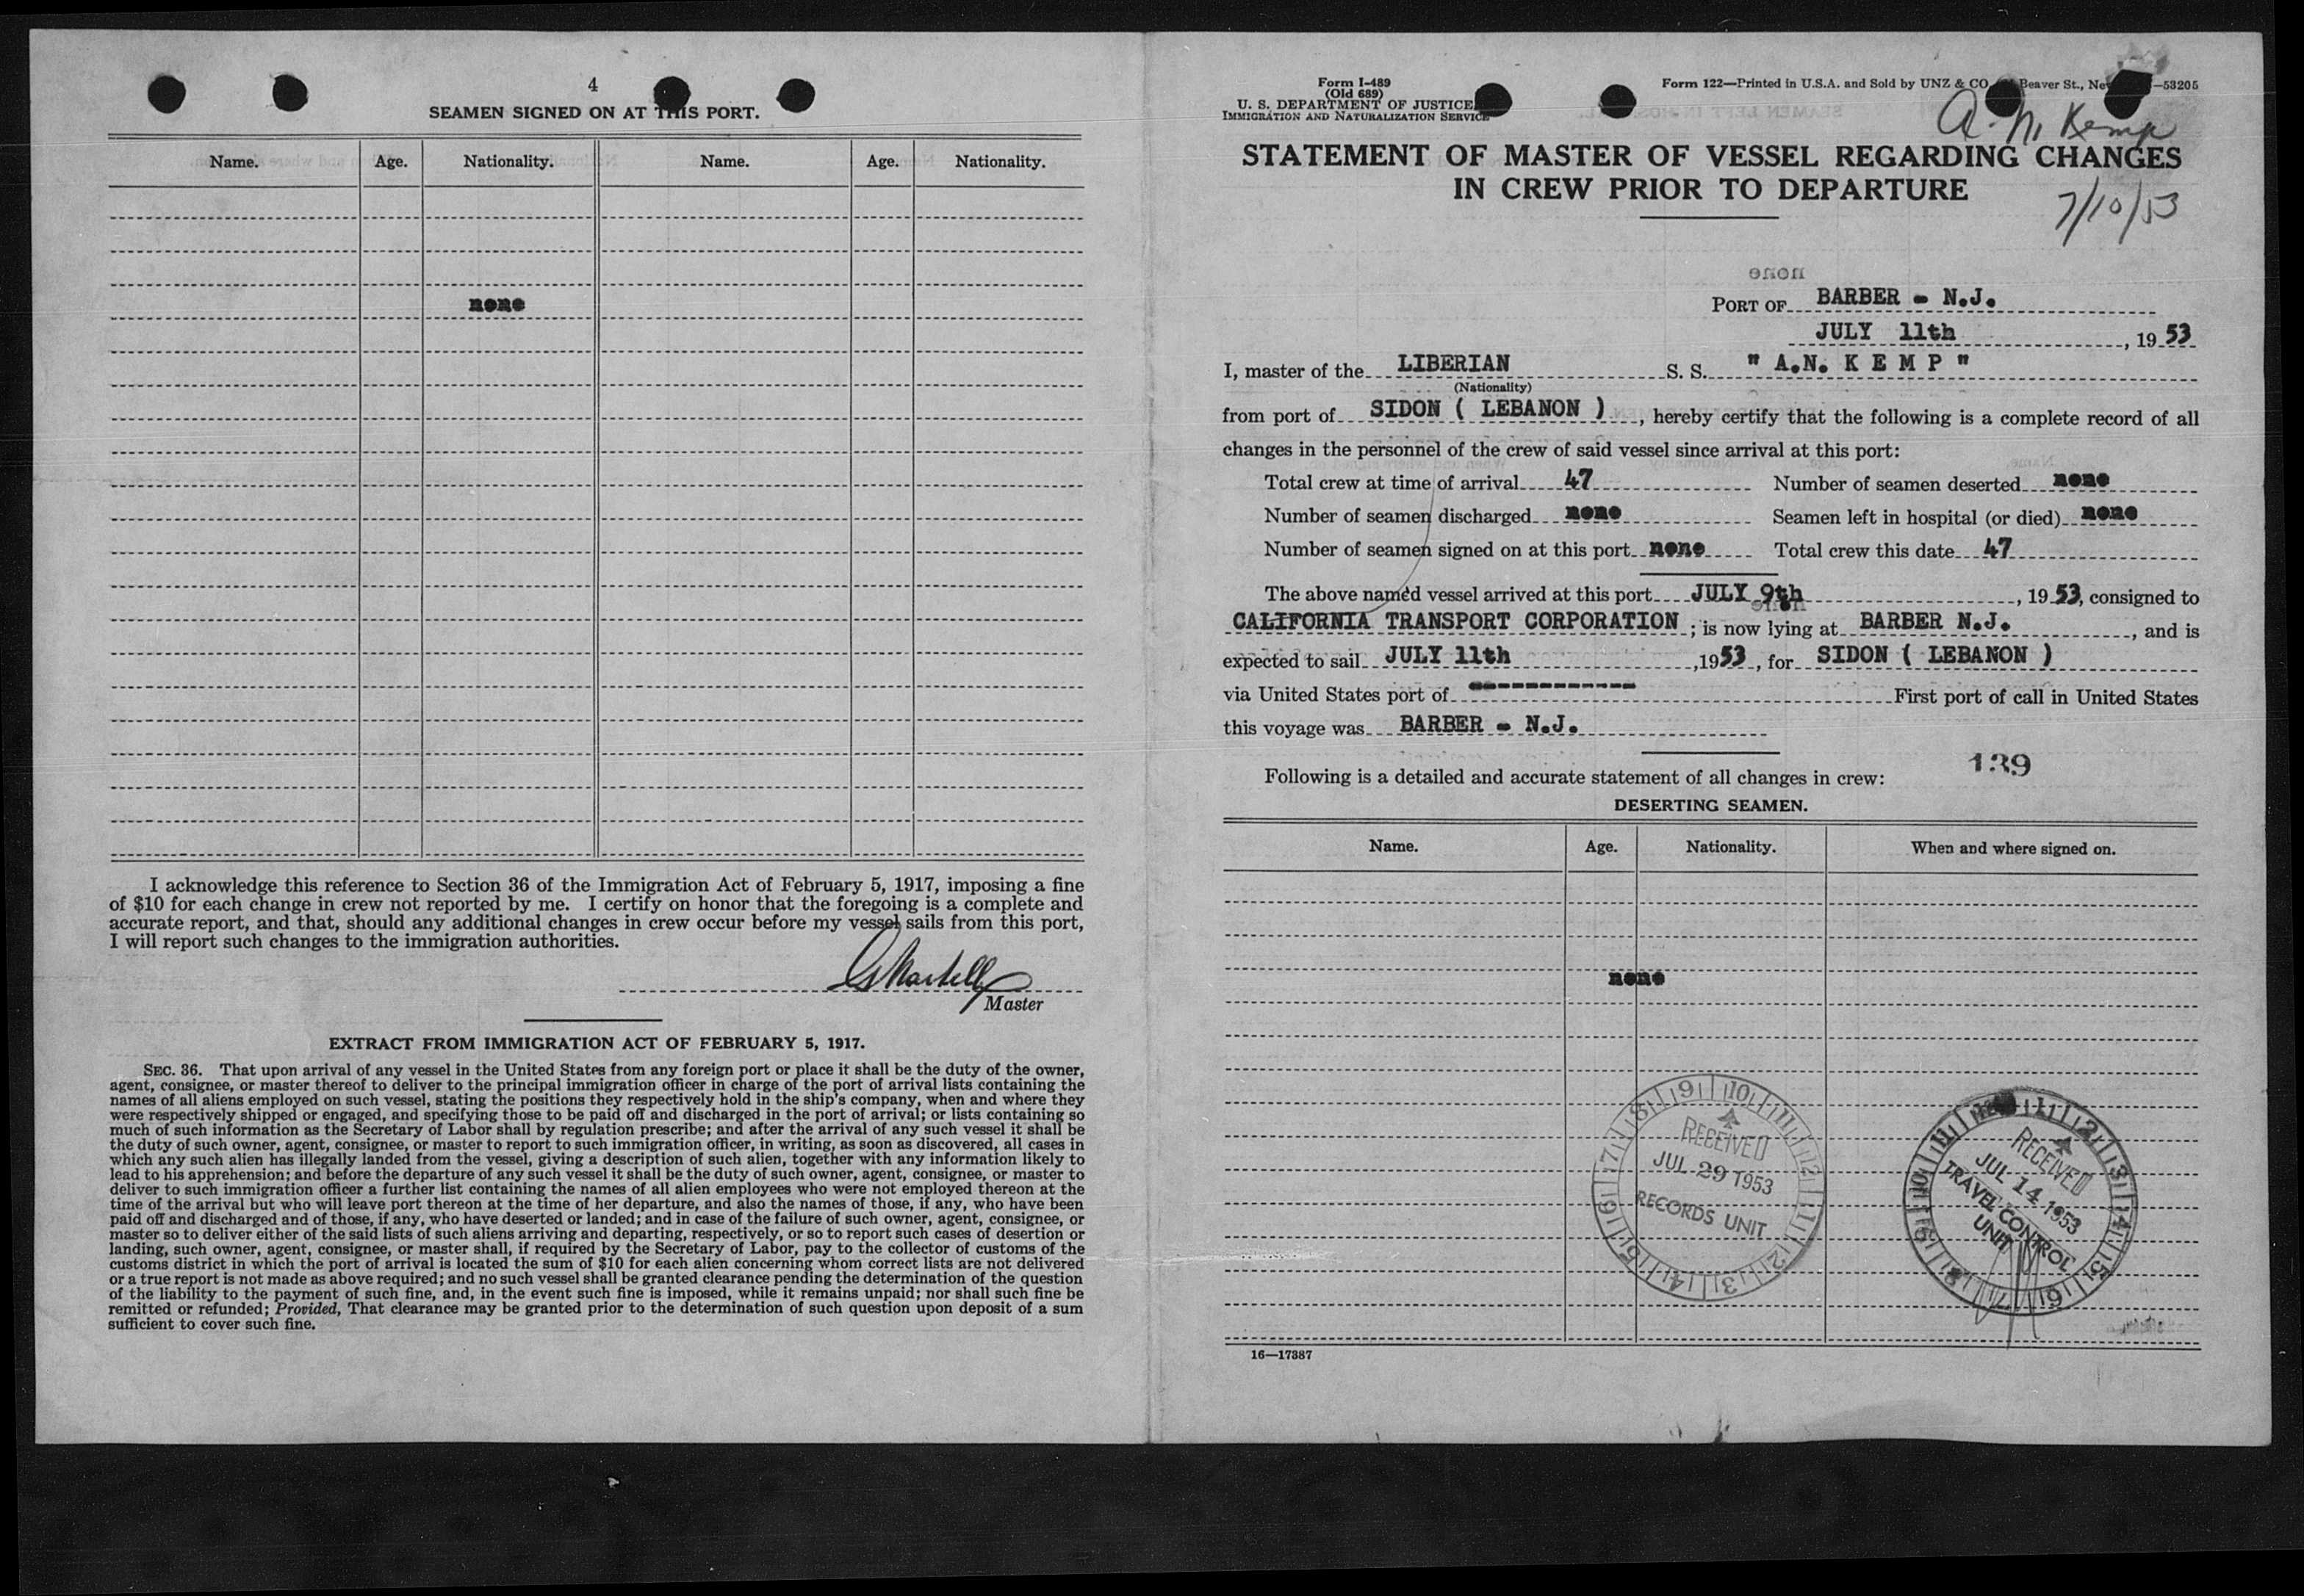 4
SEAMEN SIGNED ON AT THIS PORT.
Name. Age. Nationality. Name. Age. Nationality.
none
I acknowledge this reference to Section 36 of the Immigration Act of February 5, 1917, imposing a fine
of $10 for each change in crew not reported by me. I certify on honor that the foregoing is a complete and
accurate report, and that, should any additional changes in crew occur before my vessel sails from this port,
I will report such changes to the immigration authorities.
Master
EXTRACT FROM IMMIGRATION ACT OF FEBRUARY 5, 1917.
SEC. 36. That upon arrival of any vessel in the United States from any foreign port or place it shall be the duty of the owner,
agent, consignee, or master thereof to deliver to the principal immigration officer in charge of the port of arrival lists containing the
names of all aliens employed on such vessel, stating the positions they respectively hold in the ship's company, when and where they
were respectively shipped or engaged, and specifying those to be paid off and discharged in the port of arrival; or lists containing so
much of such information as the Secretary of Labor shall by regulation prescribe; and after the arrival of any such vessel it shall be
the duty of such owner, agent, consignee, or master to report to such immigration officer, in writing, as soon as discovered, all cases in
which any such alien has illegally landed from the vessel, giving a description of such alien, together with any information likely to
lead to his apprehension; and before the departure of any such vessel it shall be the duty of such owner, agent, consignee, or master to
deliver to such immigration officer a further list containing the names of all alien employees who were not employed thereon at the
time of the arrival but who will leave port thereon at the time of her departure, and also the names of those, if any, who have been
paid off and discharged and of those, if any, who have deserted or landed; and in case of the failure of such owner, agent, consignee, or
master so to deliver either of the said lists of such aliens arriving and departing, respectively, or so to report such cases of desertion or
landing, such owner, agent, consignee, or master shall, if required by the Secretary of Labor, pay to the collector of customs of the
customs district in which the port of arrival is located the sum of $10 for each alien concerning whom correct lists are not delivered
or a true report is not made as above required; and no such vessel shall be granted clearance pending the determination of the question
of the liability to the payment of such fine, and, in the event such fine is imposed, while it remains unpaid; nor shall such fine be
remitted or refunded; Provided, That clearance may be granted prior to the determination of such question upon deposit of a sum
sufficient to cover such fine.
Form I-489
(Old 689)
U. S. DEPARTMENT OF JUSTICE
IMMIGRATION AND NATURALIZATION SERVICE
Form 122—Printed in U.S.A. and Sold by UNZ & CO. Beaver St., —53205
A. N. Kemp
STATEMENT OF MASTER OF VESSEL REGARDING CHANGES
IN CREW PRIOR TO DEPARTURE
7/10/53
PORT OF BARBER - N.J.
JULY 11th, 1953
I, master of the LIBERIAN S. S. " A.N. K E M P "
(Nationality)
from port of SIDON ( LEBANON ), hereby certify that the following is a complete record of all
changes in the personnel of the crew of said vessel since arrival at this port:
Total crew at time of arrival 47 Number of seamen deserted none
Number of seamen discharged none Seamen left in hospital (or died) none
Number of seamen signed on at this port none Total crew this date 47
The above named vessel arrived at this port JULY 9th, 1953, consigned to
CALIFORNIA TRANSPORT CORPORATION; is now lying at BARBER N.J., and is
expected to sail JULY 11th, 1953, for SIDON ( LEBANON )
via United States port of ------------ First port of call in United States
this voyage was BARBER - N.J.
139
Following is a detailed and accurate statement of all changes in crew:
DESERTING SEAMEN.
Name. Age. Nationality. When and where signed on.
none
RECEIVED
JUL 29 1953
RECORDS UNIT
RECEIVED
JUL 14 1953
TRAVEL CONTROL
UNIT
16—17387